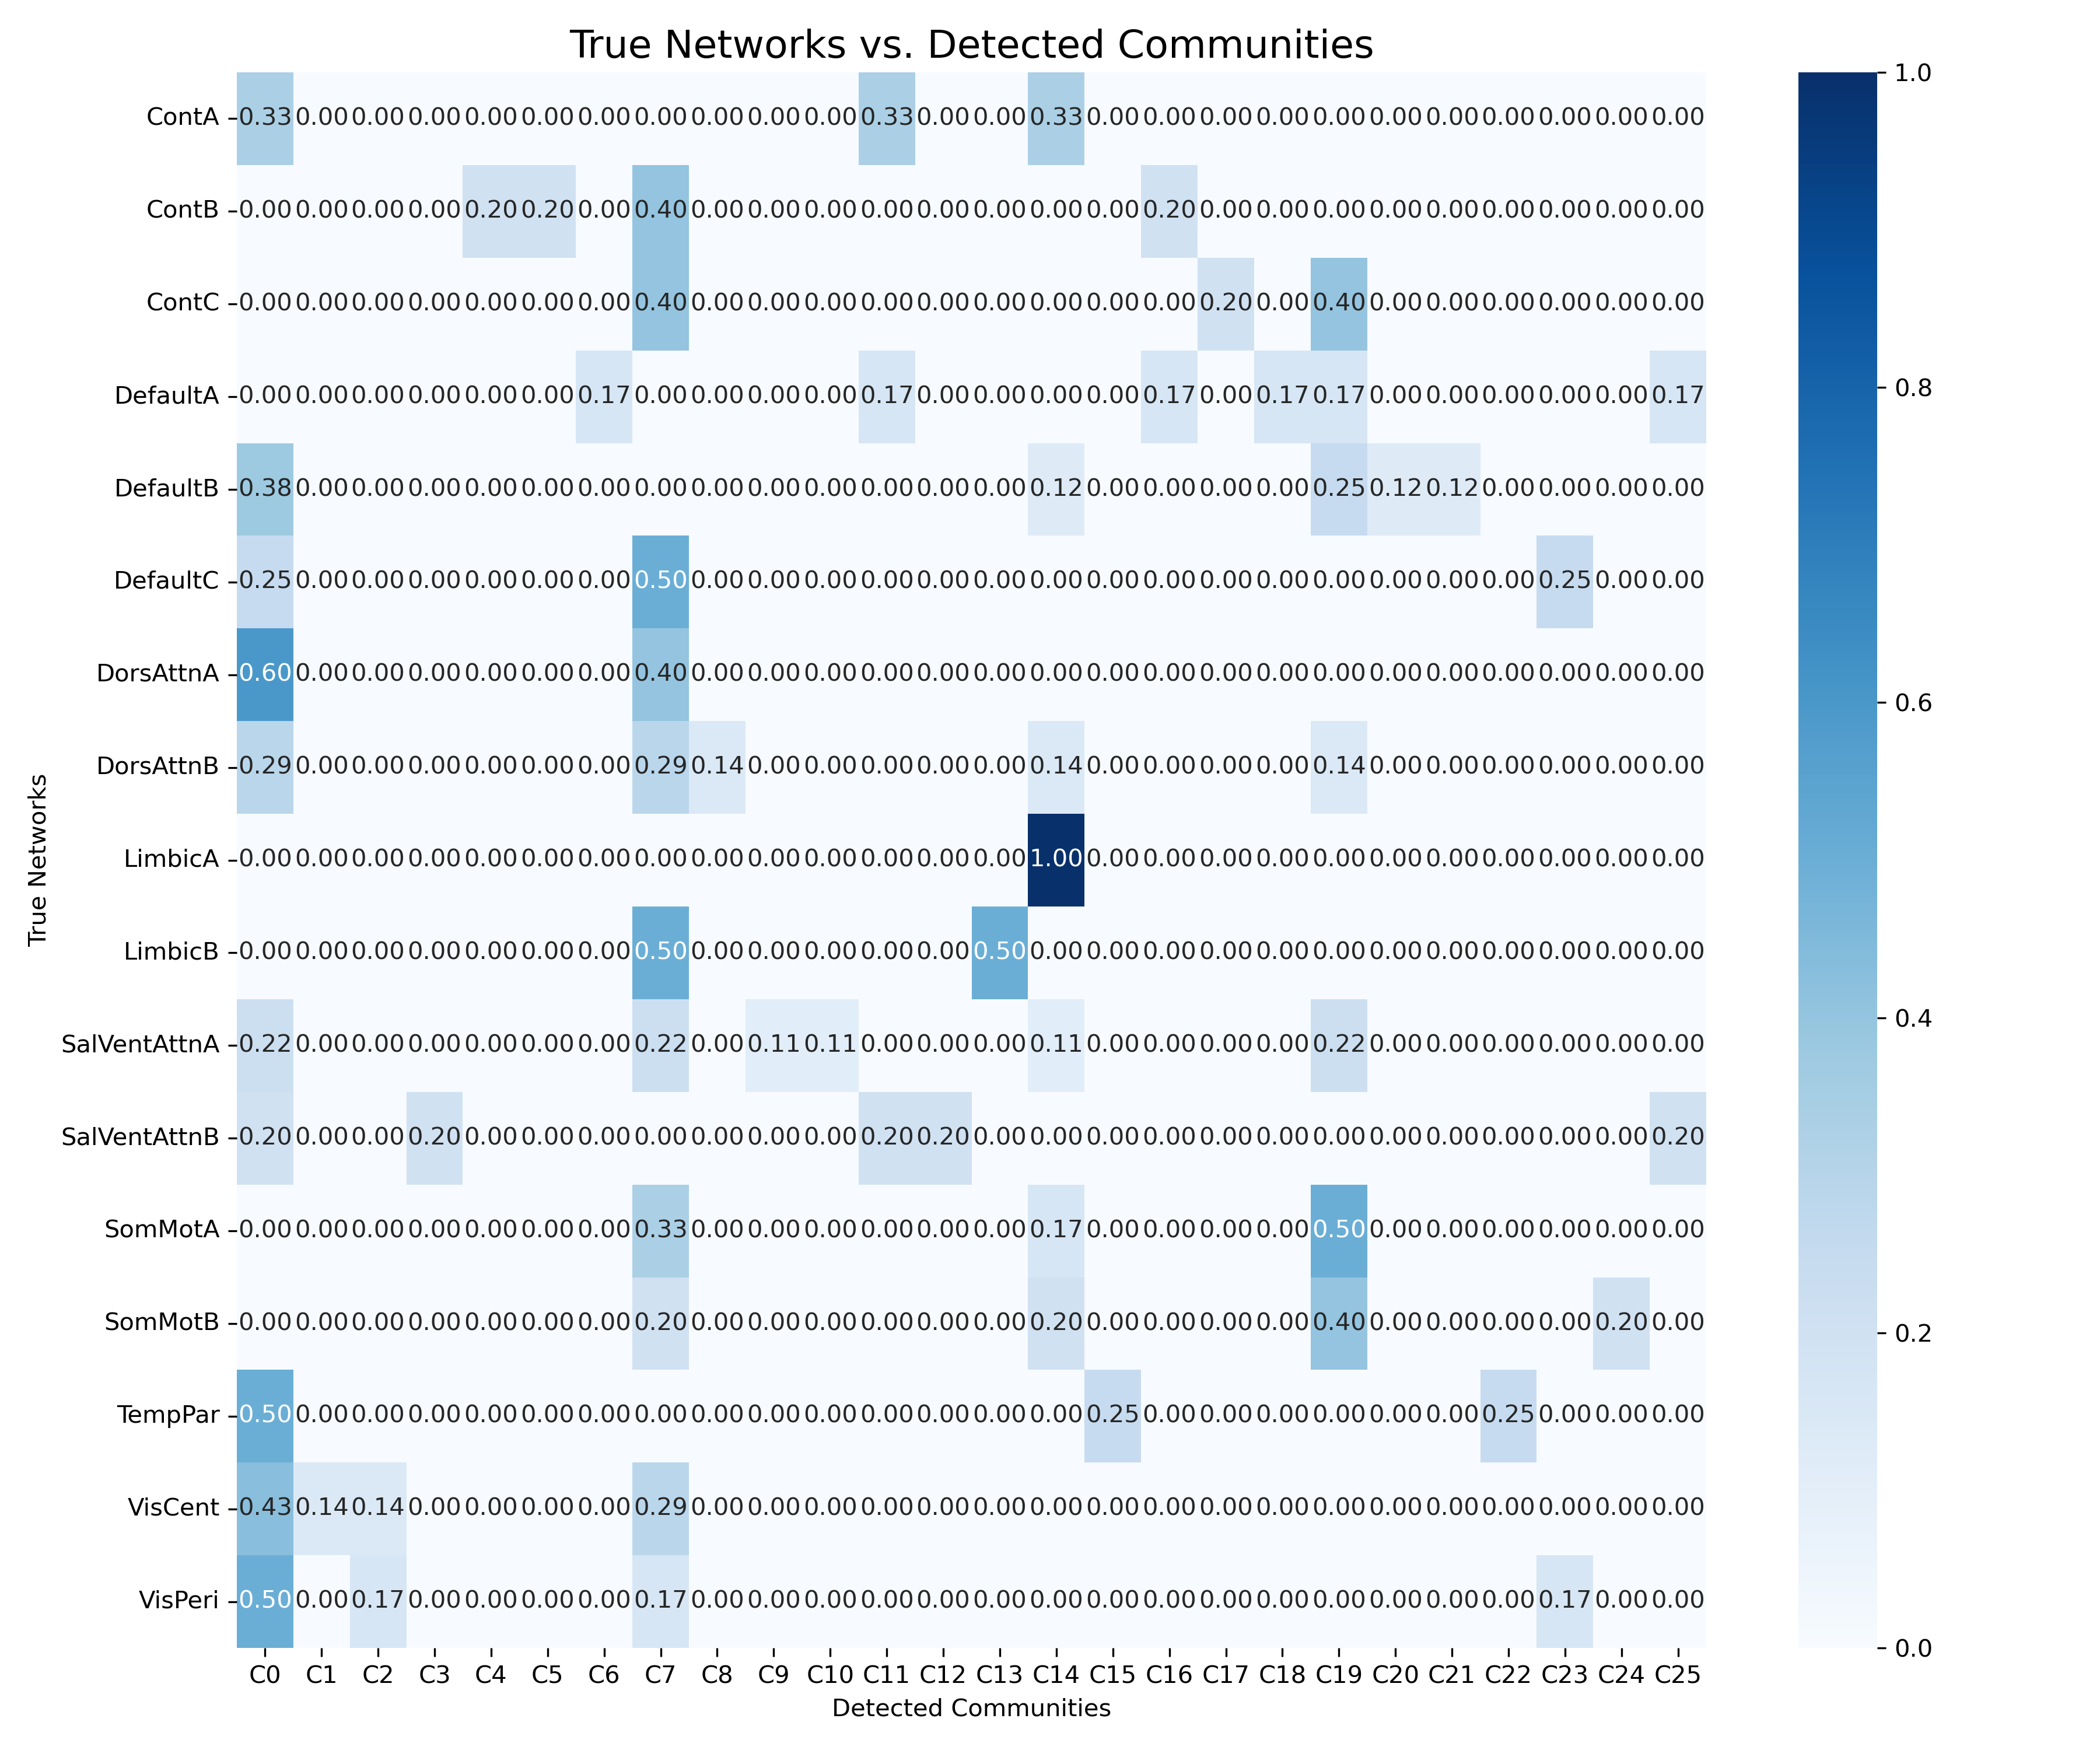 True Networks vs. Detected Communities
ContA 0.33 0.00 0.00 0.00 0.00 0.00 0.00 0.00 0.00 0.00 0.00 0.33 0.00 0.00 0.33 0.00 0.00 0.00 0.00 0.00 0.00 0.00 0.00 0.00 0.00 0.00
ContB 0.00 0.00 0.00 0.00 0.20 0.20 0.00 0.40 0.00 0.00 0.00 0.00 0.00 0.00 0.00 0.00 0.20 0.00 0.00 0.00 0.00 0.00 0.00 0.00 0.00 0.00
ContC 0.00 0.00 0.00 0.00 0.00 0.00 0.00 0.40 0.00 0.00 0.00 0.00 0.00 0.00 0.00 0.00 0.00 0.20 0.00 0.40 0.00 0.00 0.00 0.00 0.00 0.00
DefaultA 0.00 0.00 0.00 0.00 0.00 0.00 0.17 0.00 0.00 0.00 0.00 0.17 0.00 0.00 0.00 0.00 0.17 0.00 0.17 0.17 0.00 0.00 0.00 0.00 0.00 0.17
DefaultB 0.38 0.00 0.00 0.00 0.00 0.00 0.00 0.00 0.00 0.00 0.00 0.00 0.00 0.00 0.12 0.00 0.00 0.00 0.00 0.25 0.12 0.12 0.00 0.00 0.00 0.00
DefaultC 0.25 0.00 0.00 0.00 0.00 0.00 0.00 0.50 0.00 0.00 0.00 0.00 0.00 0.00 0.00 0.00 0.00 0.00 0.00 0.00 0.00 0.00 0.00 0.25 0.00 0.00
DorsAttnA 0.60 0.00 0.00 0.00 0.00 0.00 0.00 0.40 0.00 0.00 0.00 0.00 0.00 0.00 0.00 0.00 0.00 0.00 0.00 0.00 0.00 0.00 0.00 0.00 0.00 0.00
DorsAttnB 0.29 0.00 0.00 0.00 0.00 0.00 0.00 0.29 0.14 0.00 0.00 0.00 0.00 0.00 0.14 0.00 0.00 0.00 0.00 0.14 0.00 0.00 0.00 0.00 0.00 0.00
LimbicA 0.00 0.00 0.00 0.00 0.00 0.00 0.00 0.00 0.00 0.00 0.00 0.00 0.00 0.00 1.00 0.00 0.00 0.00 0.00 0.00 0.00 0.00 0.00 0.00 0.00 0.00
LimbicB 0.00 0.00 0.00 0.00 0.00 0.00 0.00 0.50 0.00 0.00 0.00 0.00 0.00 0.50 0.00 0.00 0.00 0.00 0.00 0.00 0.00 0.00 0.00 0.00 0.00 0.00
SalVentAttnA 0.22 0.00 0.00 0.00 0.00 0.00 0.00 0.22 0.00 0.11 0.11 0.00 0.00 0.00 0.11 0.00 0.00 0.00 0.00 0.22 0.00 0.00 0.00 0.00 0.00 0.00
SalVentAttnB 0.20 0.00 0.00 0.20 0.00 0.00 0.00 0.00 0.00 0.00 0.00 0.20 0.20 0.00 0.00 0.00 0.00 0.00 0.00 0.00 0.00 0.00 0.00 0.00 0.00 0.20
SomMotA 0.00 0.00 0.00 0.00 0.00 0.00 0.00 0.33 0.00 0.00 0.00 0.00 0.00 0.00 0.17 0.00 0.00 0.00 0.00 0.50 0.00 0.00 0.00 0.00 0.00 0.00
SomMotB 0.00 0.00 0.00 0.00 0.00 0.00 0.00 0.20 0.00 0.00 0.00 0.00 0.00 0.00 0.20 0.00 0.00 0.00 0.00 0.40 0.00 0.00 0.00 0.00 0.20 0.00
TempPar 0.50 0.00 0.00 0.00 0.00 0.00 0.00 0.00 0.00 0.00 0.00 0.00 0.00 0.00 0.00 0.25 0.00 0.00 0.00 0.00 0.00 0.00 0.25 0.00 0.00 0.00
VisCent 0.43 0.14 0.14 0.00 0.00 0.00 0.00 0.29 0.00 0.00 0.00 0.00 0.00 0.00 0.00 0.00 0.00 0.00 0.00 0.00 0.00 0.00 0.00 0.00 0.00 0.00
VisPeri 0.50 0.00 0.17 0.00 0.00 0.00 0.00 0.17 0.00 0.00 0.00 0.00 0.00 0.00 0.00 0.00 0.00 0.00 0.00 0.00 0.00 0.00 0.00 0.17 0.00 0.00
C0 C1 C2 C3 C4 C5 C6 C7 C8 C9 C10 C11 C12 C13 C14 C15 C16 C17 C18 C19 C20 C21 C22 C23 C24 C25
Detected Communities
True Networks
1.0
0.8
0.6
0.4
0.2
0.0